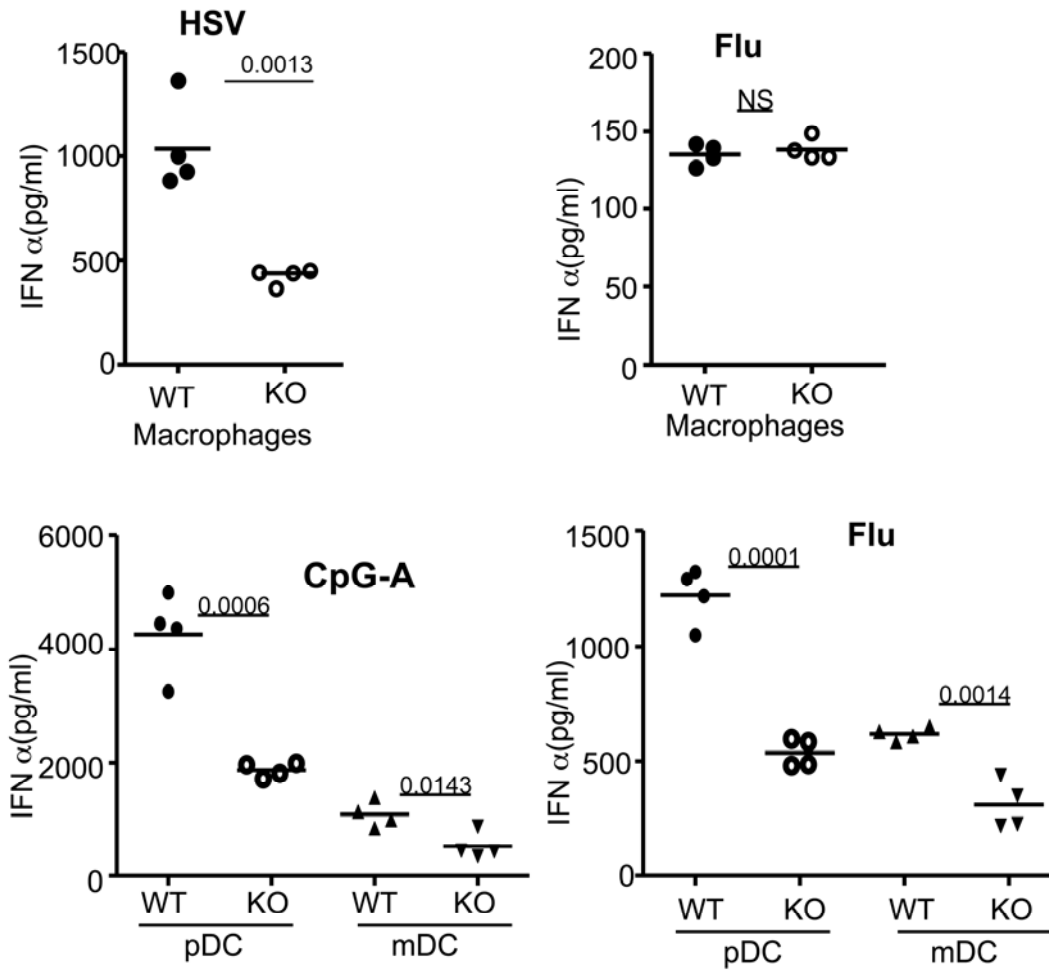 HSV
1500
1000
500
0
IFN α(pg/ml)
0.0013
WT KO
Macrophages
Flu
200
150
100
50
0
IFN α(pg/ml)
NS
WT KO
Macrophages
CpG-A
6000
4000
2000
0
IFN α(pg/ml)
0.0006
0.0143
WT KO WT KO
pDC mDC
Flu
1500
1000
500
0
IFN α(pg/ml)
0.0001
0.0014
WT KO WT KO
pDC mDC